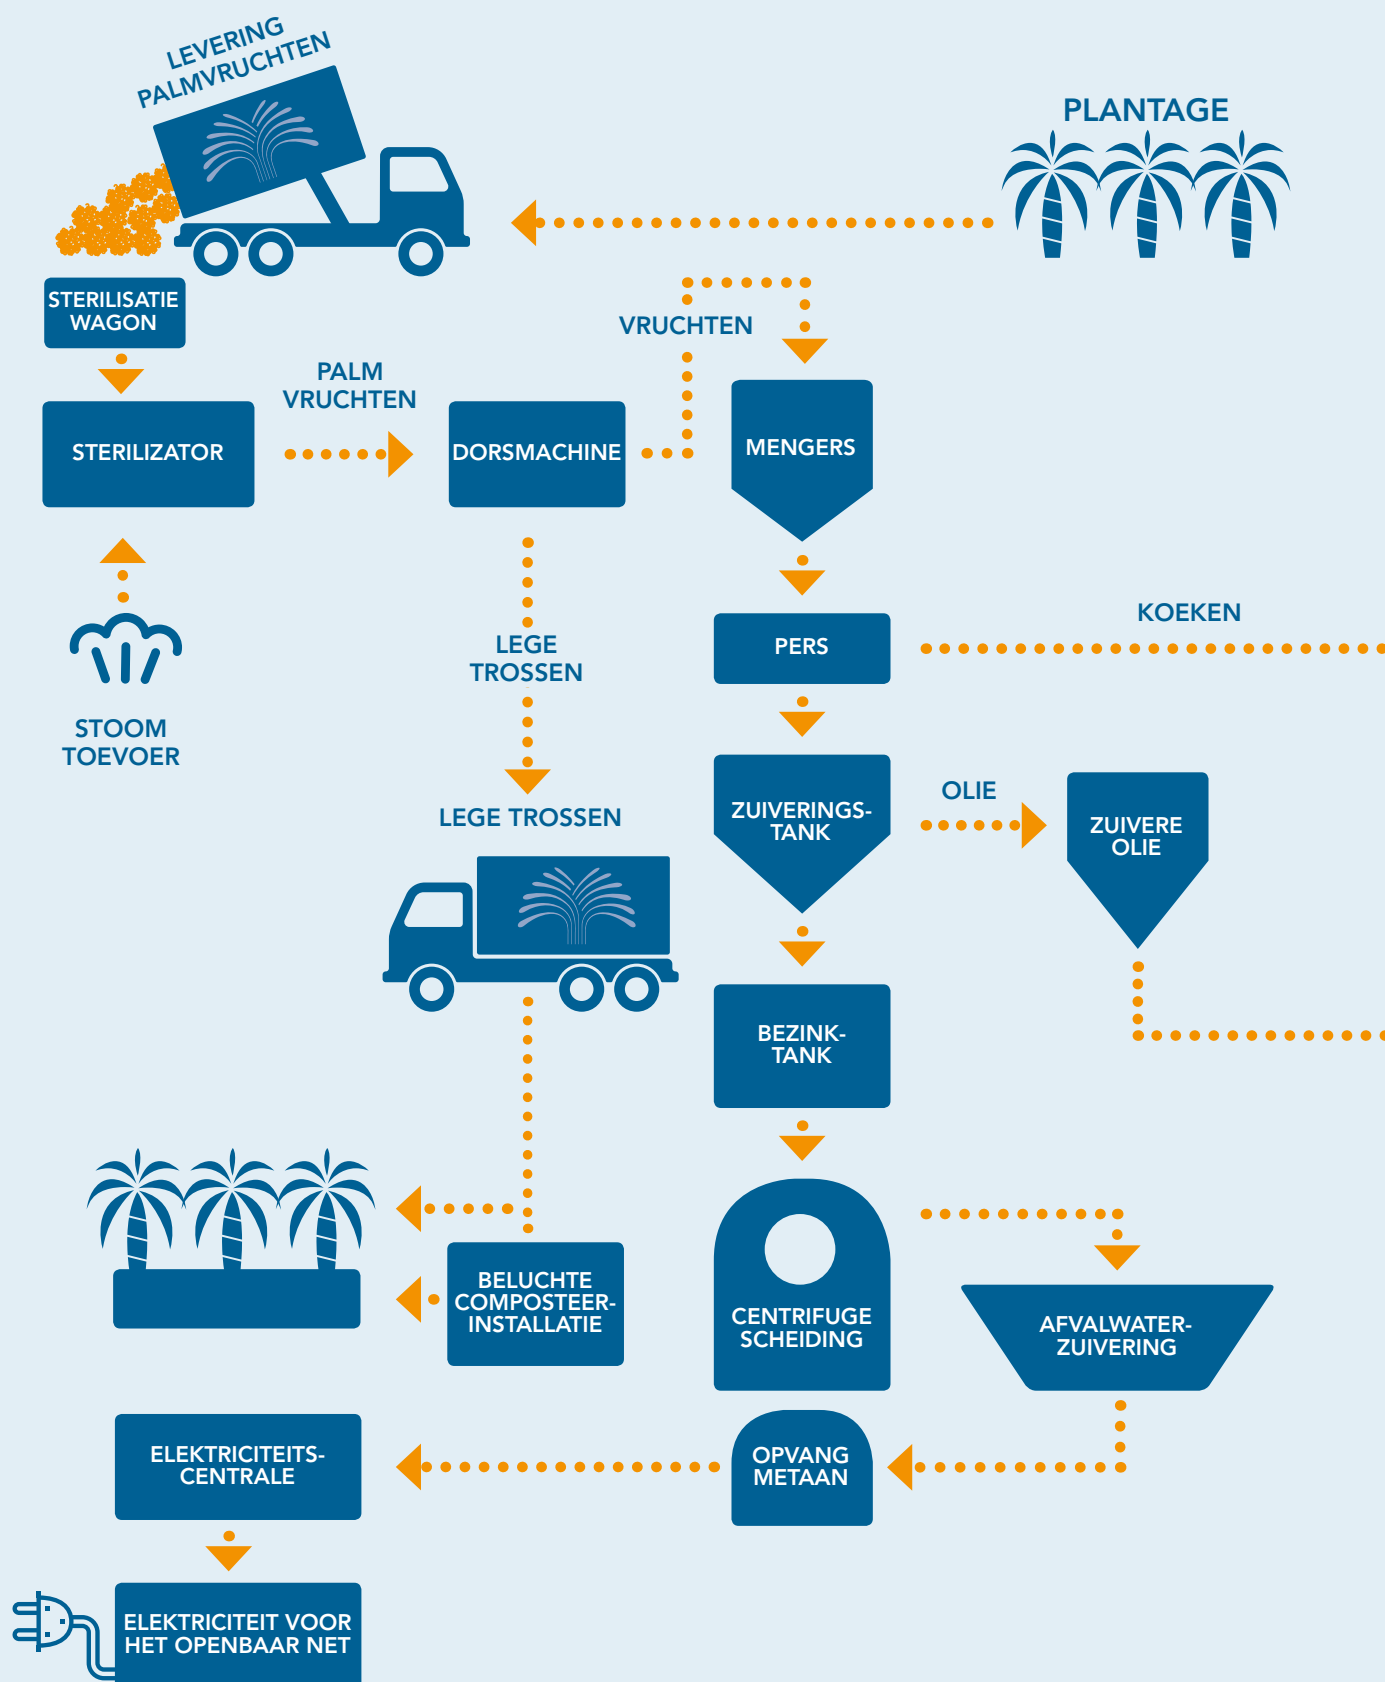 LEVERING
PALMVRUCHTEN
PLANTAGE
STERILISATIE
WAGON
VRUCHTEN
PALM
VRUCHTEN
STERILIZATOR
DORSMACHINE
MENGERS
LEGE
TROSSEN
PERS
KOEKEN
STOOM
TOEVOER
LEGE TROSSEN
ZUIVERINGS-
TANK
OLIE
ZUIVERE
OLIE
BEZINK-
TANK
BELUCHTE
COMPOSTEER-
INSTALLATIE
CENTRIFUGE
SCHEIDING
AFVALWATER-
ZUIVERING
ELEKTRICITEITS-
CENTRALE
OPVANG
METAAN
ELEKTRICITEIT VOOR
HET OPENBAAR NET